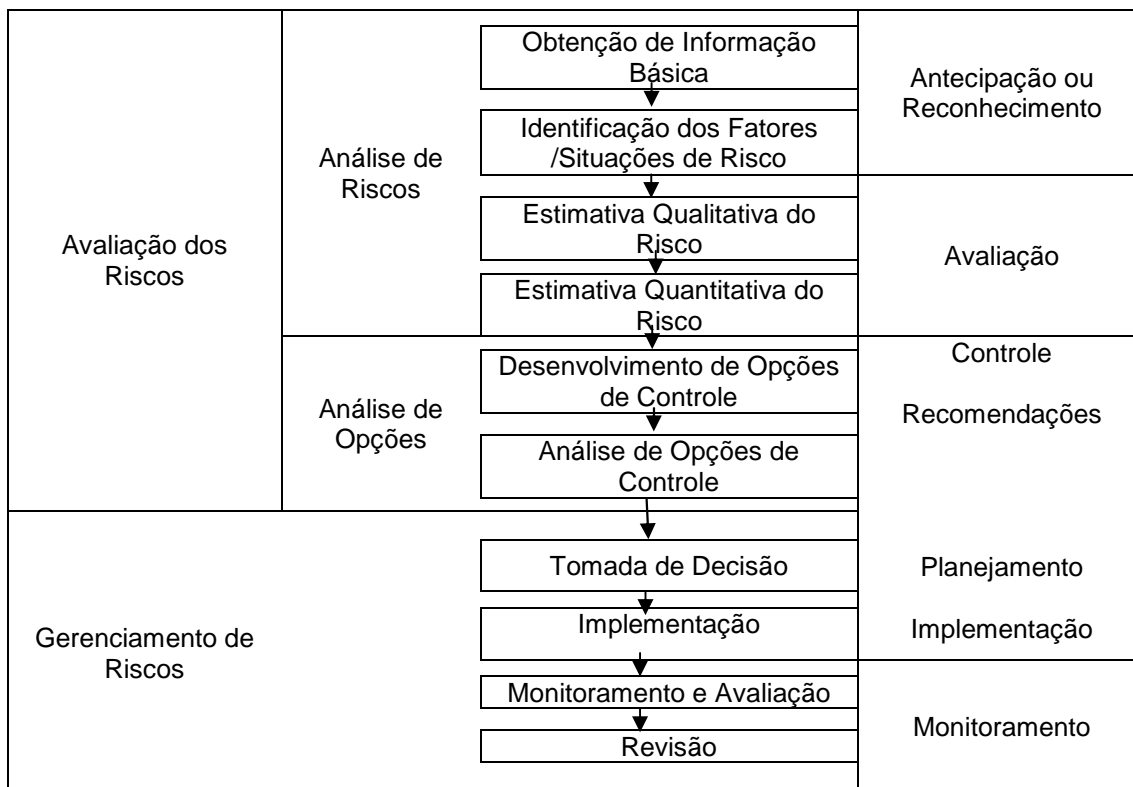 Avaliação dos
Riscos
Análise de
Riscos
Obtenção de Informação
Básica
Identificação dos Fatores
/Situações de Risco
Estimativa Qualitativa do
Risco
Estimativa Quantitativa do
Risco
Antecipação ou
Reconhecimento
Avaliação
Análise de
Opções
Desenvolvimento de Opções
de Controle
Análise de Opções de
Controle
Controle
Recomendações
Gerenciamento de
Riscos
Tomada de Decisão
Implementação
Monitoramento e Avaliação
Revisão
Planejamento
Implementação
Monitoramento